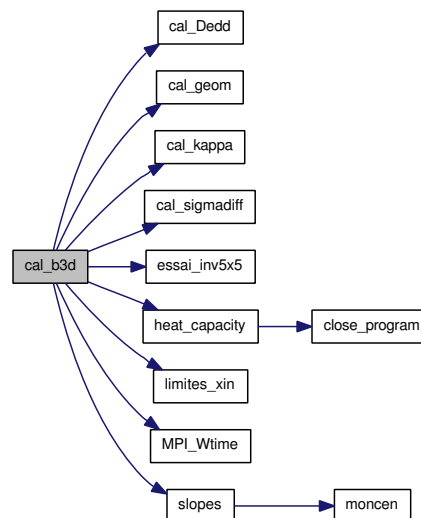 cal_Dedd
cal_geom
cal_kappa
cal_sigmadiff
cal_b3d
essai_inv5x5
heat_capacity
close_program
limites_xin
MPI_Wtime
slopes
moncen